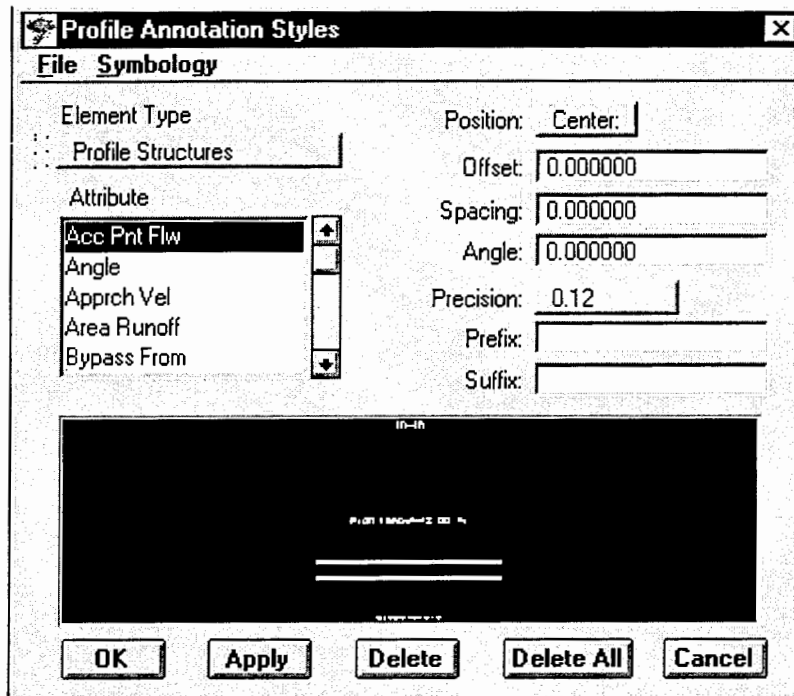 Profile Annotation Styles
File Symbology
Element Type
Profile Structures
Attribute
Acc Pnt Flw
Angle
Apprch Vel
Area Runoff
Bypass From
Position: Center:
Offset: 0.000000
Spacing: 0.000000
Angle: 0.000000
Precision: 0.12
Prefix:
Suffix:
OK Apply Delete Delete All Cancel